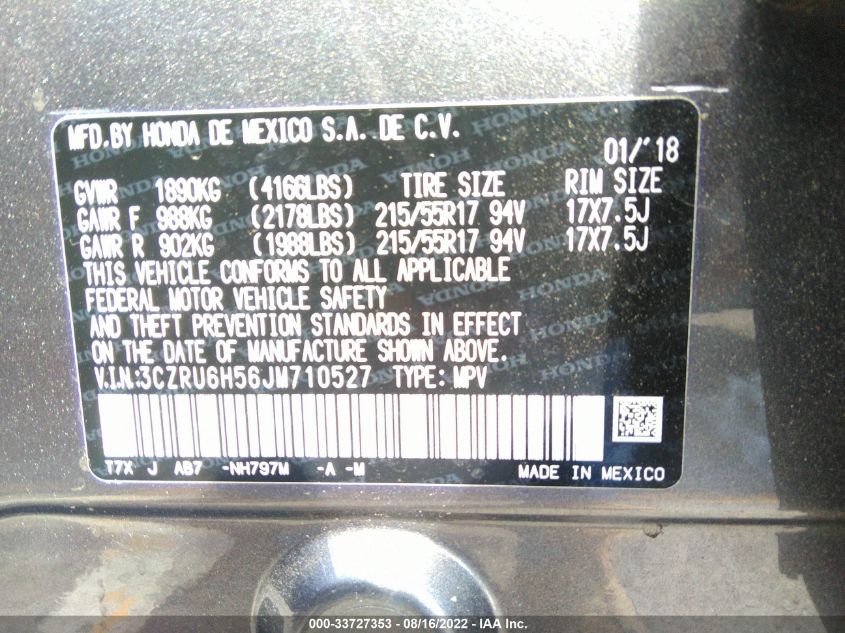 MFD. BY HONDA DE MEXICO S.A. DE C.V.
01/'18
GVWR 1890KG (4166LBS) TIRE SIZE RIM SIZE
GAWR F 988KG (2178LBS) 215/55R17 94V 17X7.5J
GAWR R 902KG (1988LBS) 215/55R17 94V 17X7.5J
THIS VEHICLE CONFORMS TO ALL APPLICABLE
FEDERAL MOTOR VEHICLE SAFETY
AND THEFT PREVENTION STANDARDS IN EFFECT
ON THE DATE OF MANUFACTURE SHOWN ABOVE.
V.I.N:3CZRU6H56JM710527 TYPE: MPV
T7X J AB7 -NH797M -A -M
MADE IN MEXICO
000-33727353 - 08/16/2022 - IAA Inc.